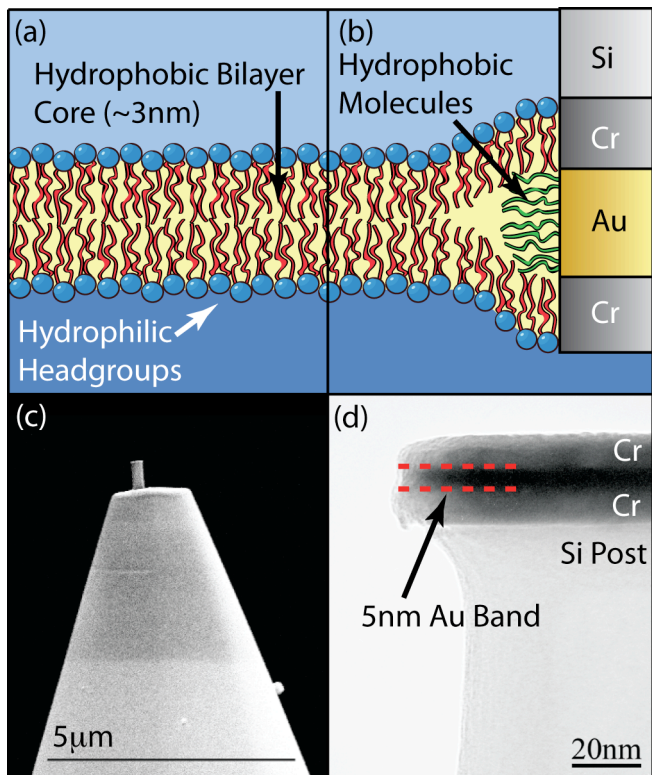 (a)
Hydrophobic Bilayer
Core (~3nm)
Hydrophilic
Headgroups
(b)
Hydrophobic
Molecules
Si
Cr
Au
Cr
(c)
5μm
(d)
Cr
Cr
Si Post
5nm Au Band
20nm